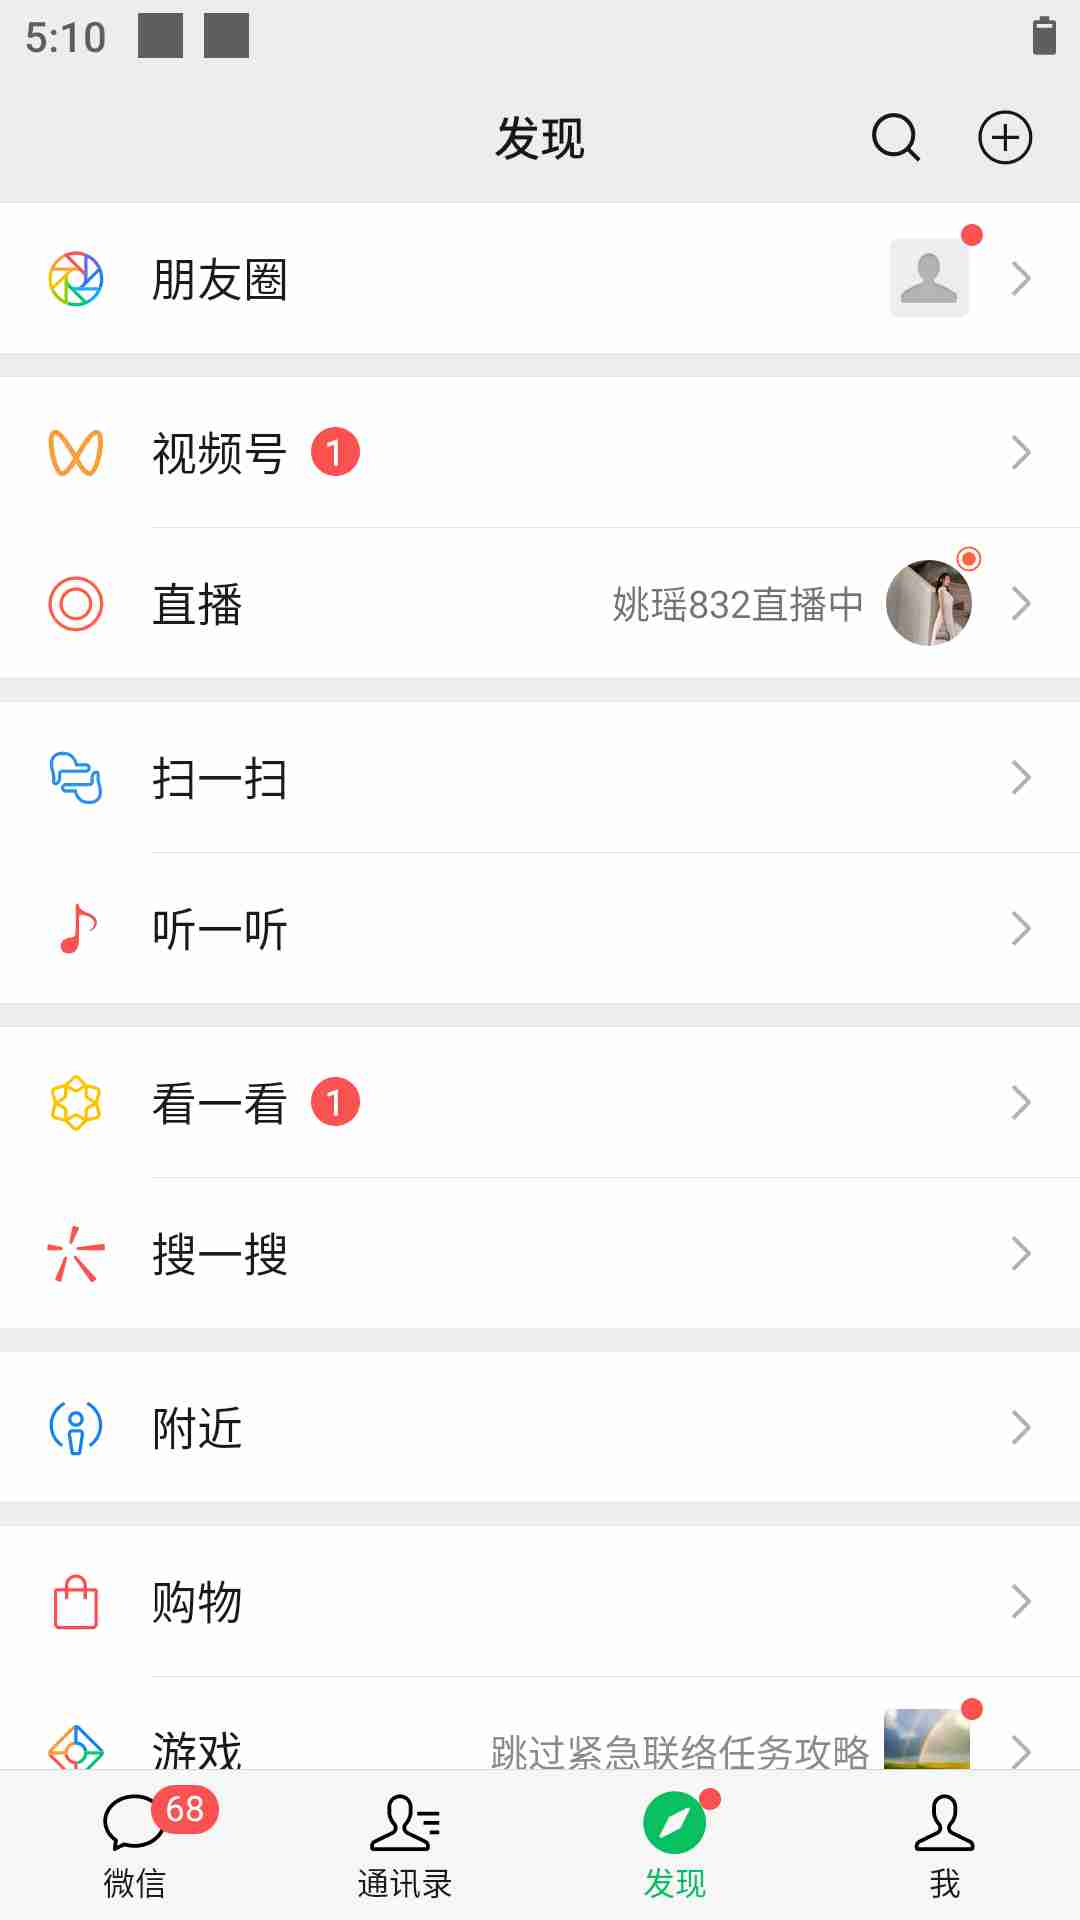 5:10
发现
朋友圈
视频号 1
直播 姚瑶832直播中
扫一扫
听一听
看一看 1
搜一搜
附近
购物
游戏 跳过紧急联络任务攻略
68
微信 通讯录 发现 我